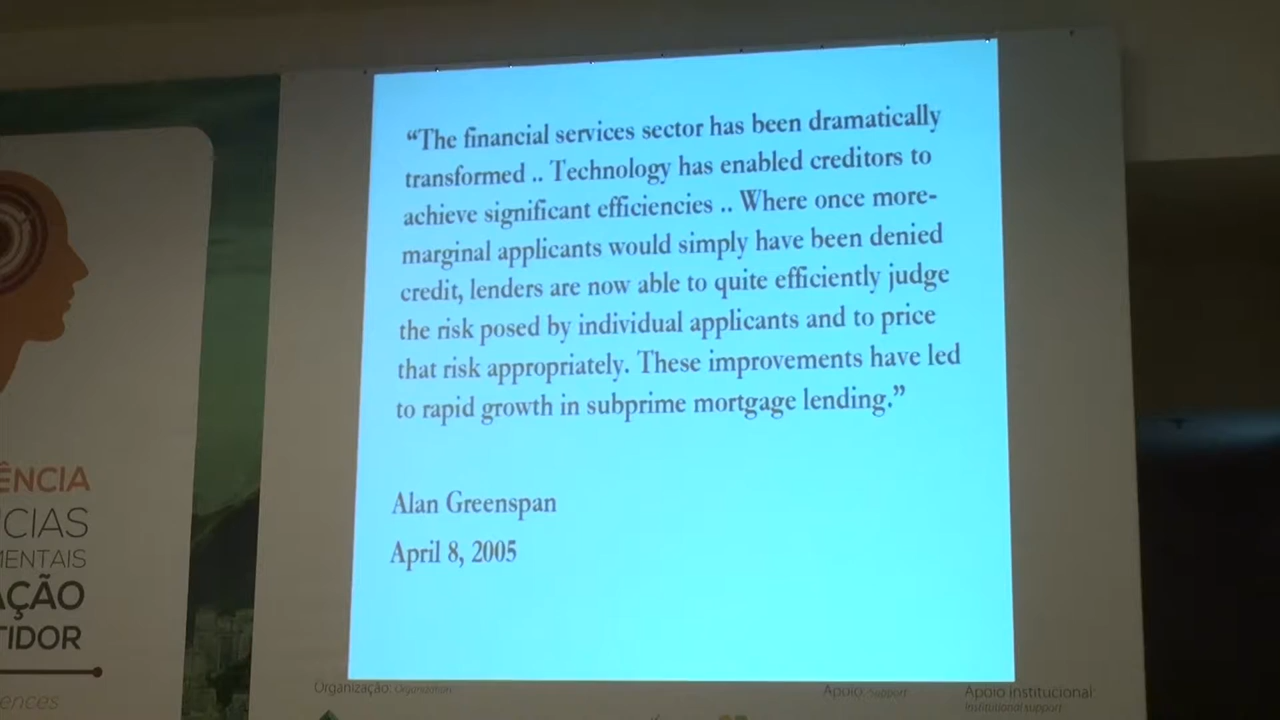 “The financial services sector has been dramatically
transformed .. Technology has enabled creditors to
achieve significant efficiencies .. Where once more-
marginal applicants would simply have been denied
credit, lenders are now able to quite efficiently judge
the risk posed by individual applicants and to price
that risk appropriately. These improvements have led
to rapid growth in subprime mortgage lending.”
Alan Greenspan
April 8, 2005
ÊNCIA
CIAS
MENTAIS
AÇÃO
TIDOR
ences
Organização: Organization
Apoio: Support
Apoio institucional:
Institutional support